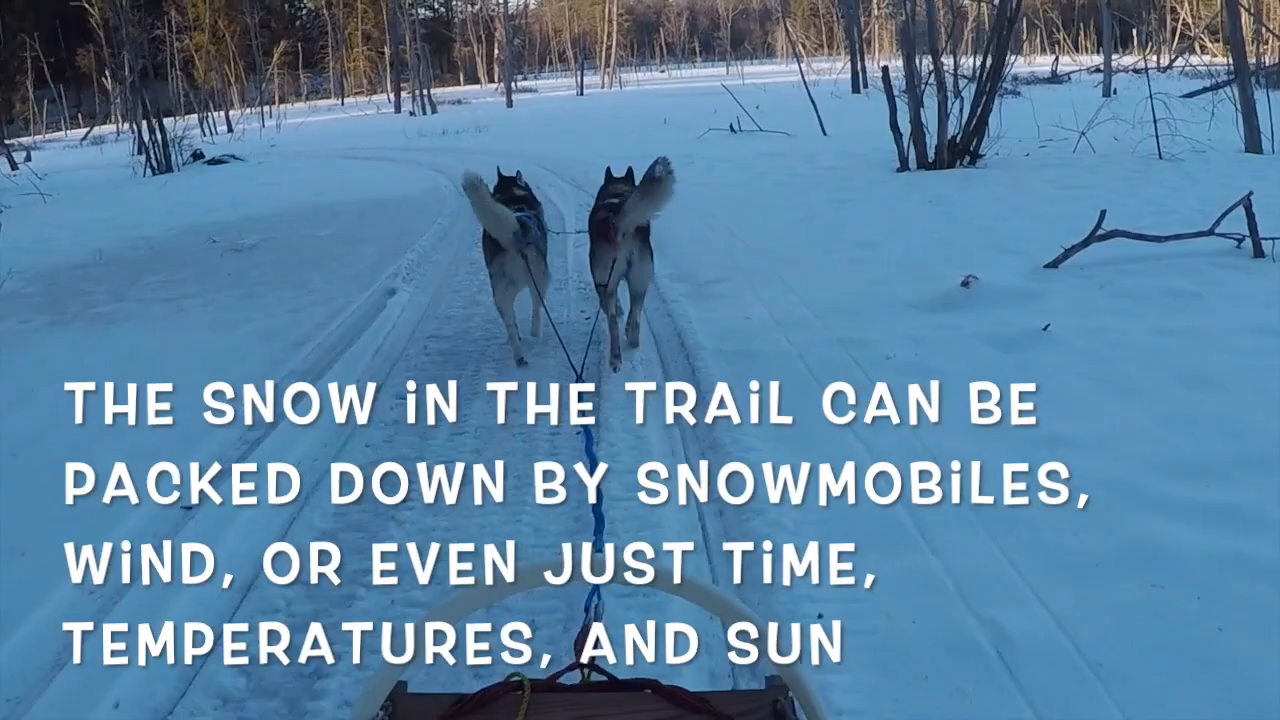 THE SNOW iN THE TRAiL CAN BE
PACKED DOWN BY SNOWMOBiLES,
WiND, OR EVEN JUST TiME,
TEMPERATURES, AND SUN